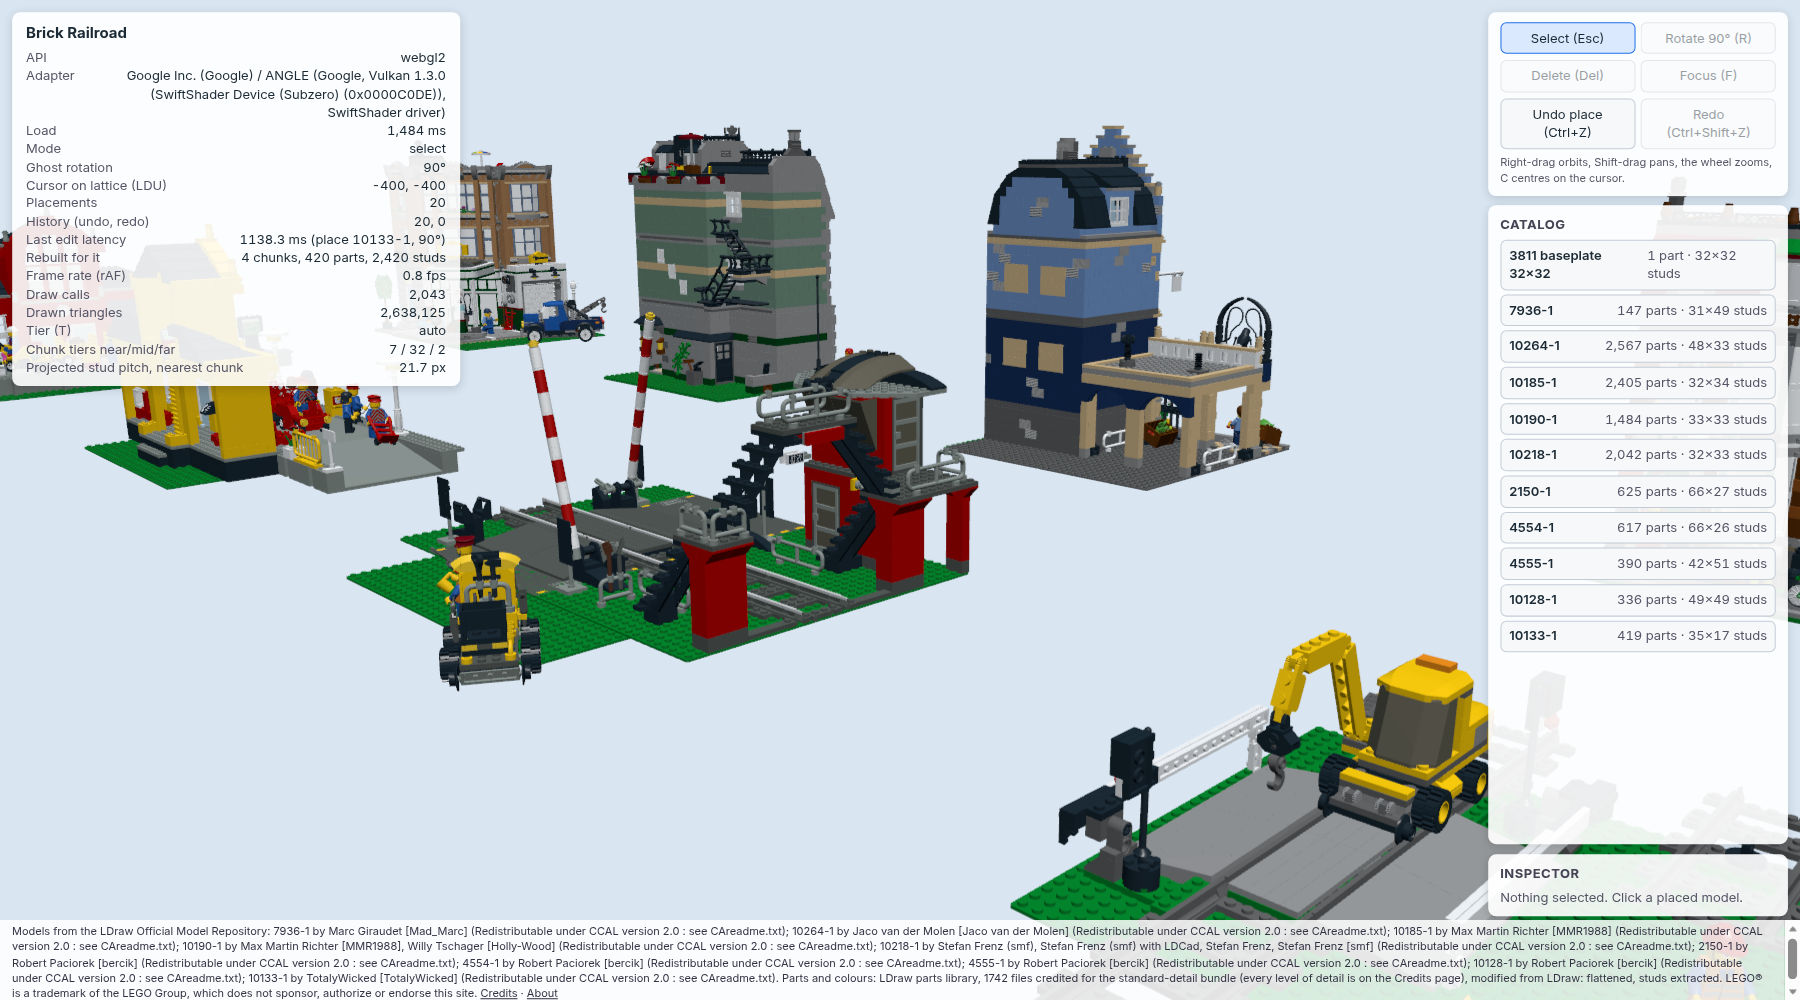 Brick Railroad
API webgl2
Adapter Google Inc. (Google) / ANGLE (Google, Vulkan 1.3.0
(SwiftShader Device (Subzero) (0x0000C0DE)),
SwiftShader driver)
Load 1,484 ms
Mode select
Ghost rotation 90°
Cursor on lattice (LDU) -400, -400
Placements 20
History (undo, redo) 20, 0
Last edit latency 1138.3 ms (place 10133-1, 90°)
Rebuilt for it 4 chunks, 420 parts, 2,420 studs
Frame rate (rAF) 0.8 fps
Draw calls 2,043
Drawn triangles 2,638,125
Tier (T) auto
Chunk tiers near/mid/far 7 / 32 / 2
Projected stud pitch, nearest chunk 21.7 px
Select (Esc) Rotate 90° (R)
Delete (Del) Focus (F)
Undo place Redo
(Ctrl+Z) (Ctrl+Shift+Z)
Right-drag orbits, Shift-drag pans, the wheel zooms,
C centres on the cursor.
CATALOG
3811 baseplate 1 part · 32×32
32×32 studs
7936-1 147 parts · 31×49 studs
10264-1 2,567 parts · 48×33 studs
10185-1 2,405 parts · 32×34 studs
10190-1 1,484 parts · 33×33 studs
10218-1 2,042 parts · 32×33 studs
2150-1 625 parts · 66×27 studs
4554-1 617 parts · 66×26 studs
4555-1 390 parts · 42×51 studs
10128-1 336 parts · 49×49 studs
10133-1 419 parts · 35×17 studs
INSPECTOR
Nothing selected. Click a placed model.
Models from the LDraw Official Model Repository: 7936-1 by Marc Giraudet [Mad_Marc] (Redistributable under CCAL version 2.0 : see CAreadme.txt); 10264-1 by Jaco van der Molen [Jaco van der Molen] (Redistributable under CCAL version 2.0 : see CAreadme.txt); 10185-1 by Max Martin Richter [MMR1988] (Redistributable under CCAL
version 2.0 : see CAreadme.txt); 10190-1 by Max Martin Richter [MMR1988], Willy Tschager [Holly-Wood] (Redistributable under CCAL version 2.0 : see CAreadme.txt); 10218-1 by Stefan Frenz (smf), Stefan Frenz (smf) with LDCad, Stefan Frenz, Stefan Frenz [smf] (Redistributable under CCAL version 2.0 : see CAreadme.txt); 2150-1 by
Robert Paciorek [bercik] (Redistributable under CCAL version 2.0 : see CAreadme.txt); 4554-1 by Robert Paciorek [bercik] (Redistributable under CCAL version 2.0 : see CAreadme.txt); 4555-1 by Robert Paciorek [bercik] (Redistributable under CCAL version 2.0 : see CAreadme.txt); 10128-1 by Robert Paciorek [bercik] (Redistributable
under CCAL version 2.0 : see CAreadme.txt); 10133-1 by TotalyWicked [TotalyWicked] (Redistributable under CCAL version 2.0 : see CAreadme.txt). Parts and colours: LDraw parts library, 1742 files credited for the standard-detail bundle (every level of detail is on the Credits page), modified from LDraw: flattened, studs extracted. LEGO®
is a trademark of the LEGO Group, which does not sponsor, authorize or endorse this site. Credits · About